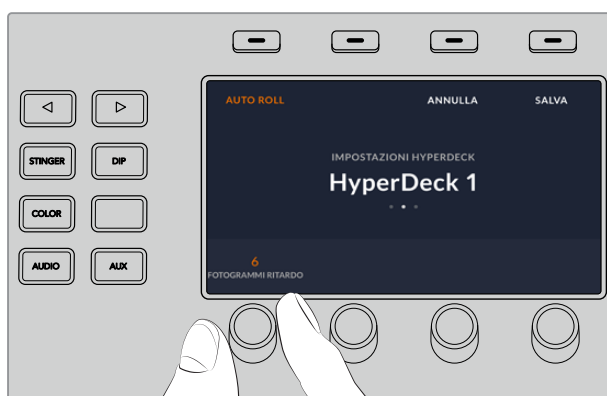 AUTO ROLL
ANNULLA
SALVA
STINGER
DIP
IMPOSTAZIONI HYPERDECK
HyperDeck 1
COLOR
AUDIO
AUX
6
FOTOGRAMMI RITARDO